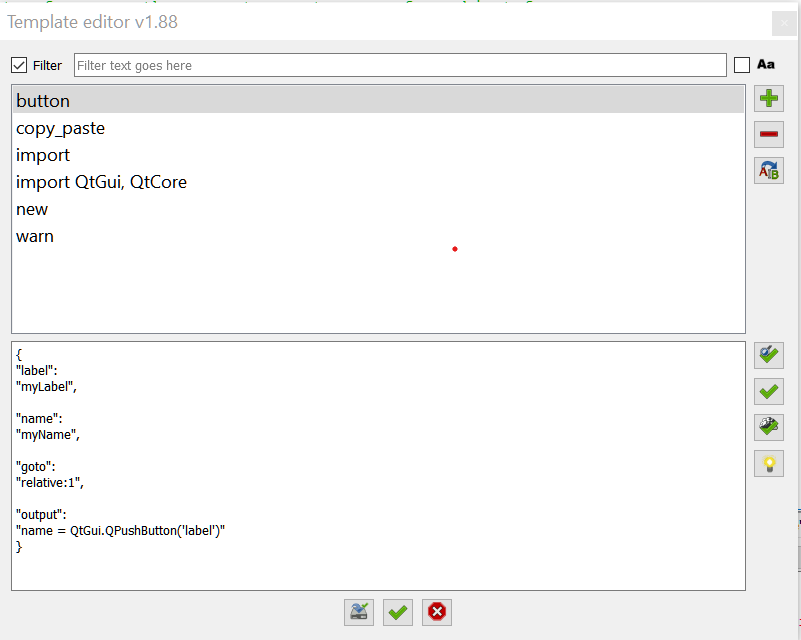 Template editor v1.88
Filter
Filter text goes here
Aa
button
copy_paste
import
import QtGui, QtCore
new
warn
{
"label":
"myLabel",
"name":
"myName",
"goto":
"relative:1",
"output":
"name = QtGui.QPushButton('label')"
}